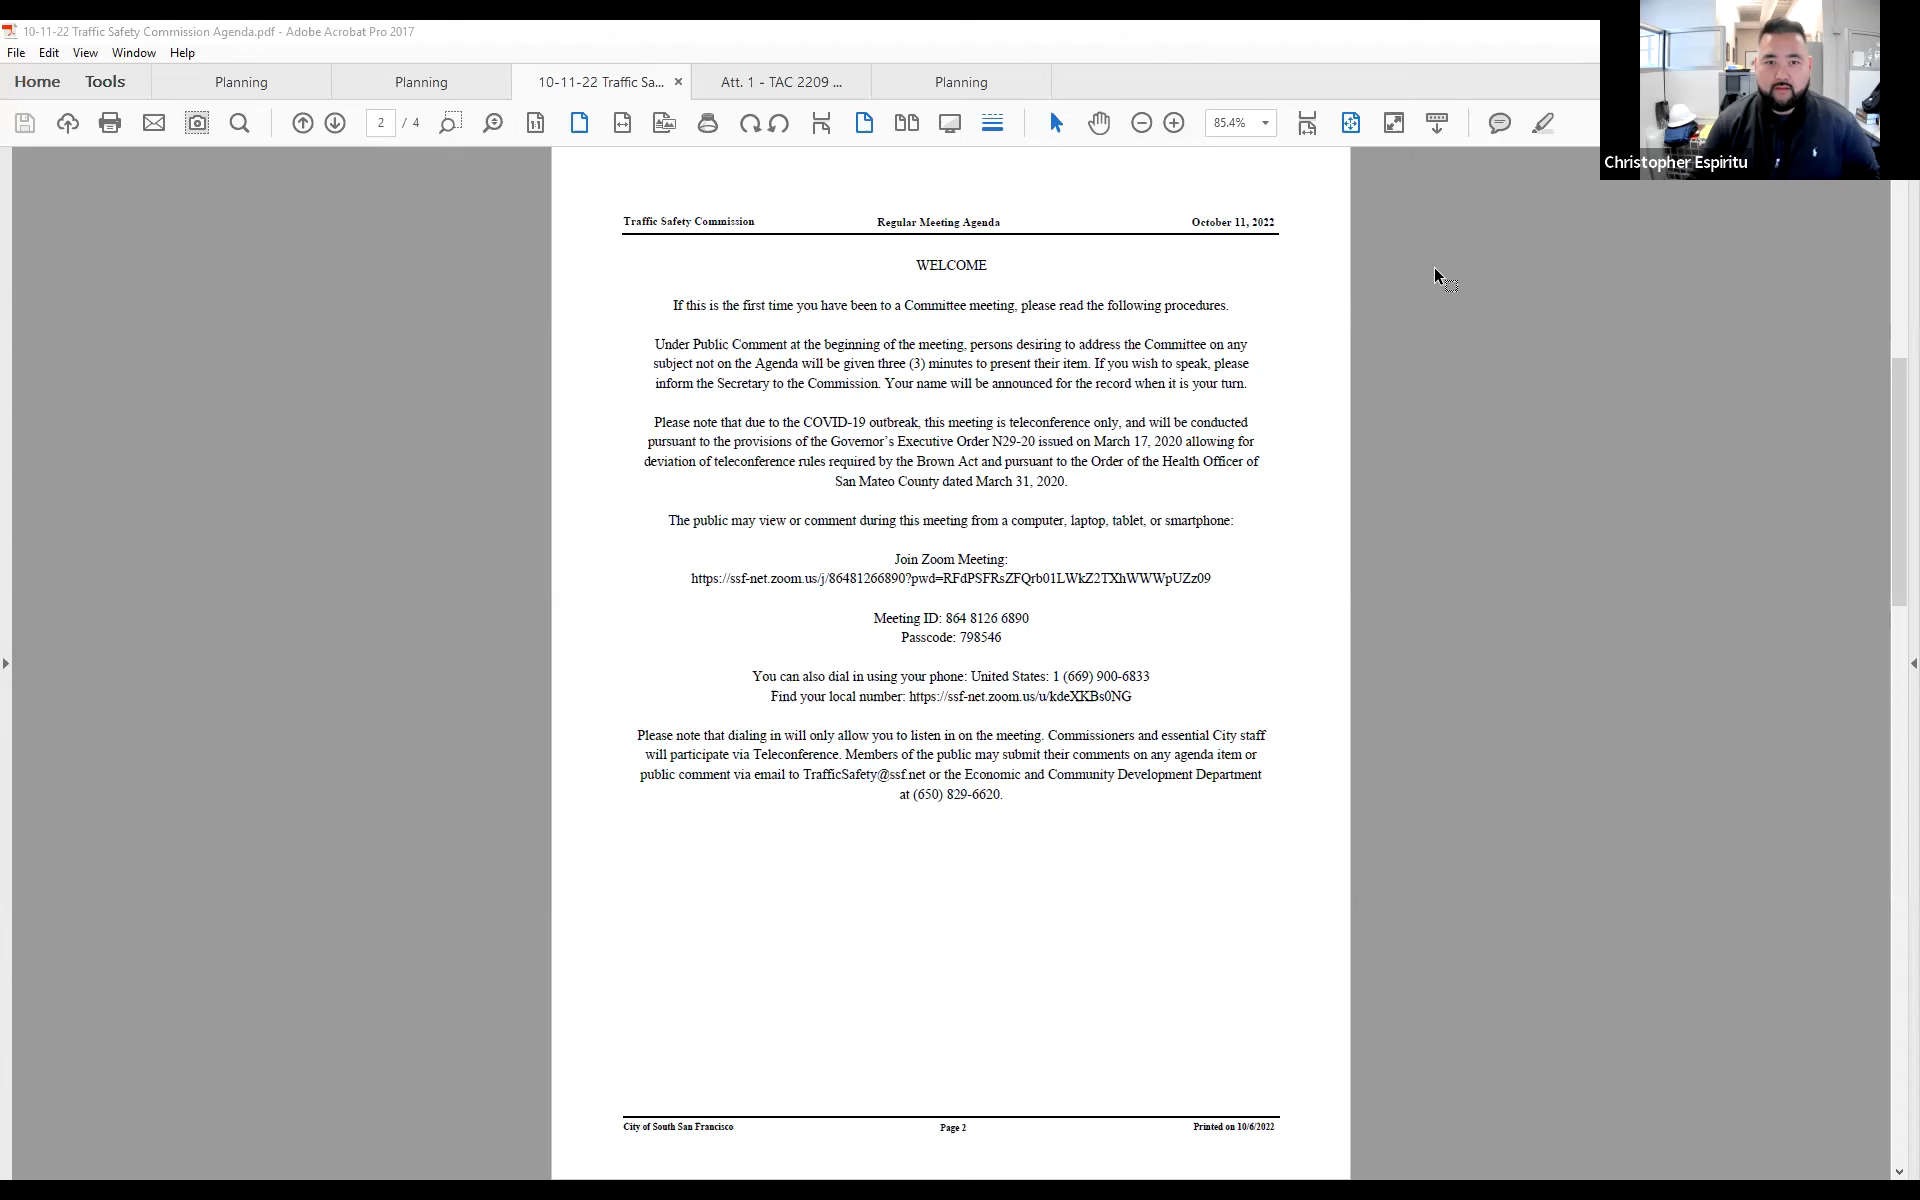 10-11-22 Traffic Safety Commission Agenda.pdf - Adobe Acrobat Pro 2017
File Edit View Window Help
Home Tools Planning Planning 10-11-22 Traffic Sa... × Att. 1 - TAC 2209 ... Planning
2 / 4 85.4%
Christopher Espiritu
Traffic Safety Commission Regular Meeting Agenda October 11, 2022
WELCOME
If this is the first time you have been to a Committee meeting, please read the following procedures.
Under Public Comment at the beginning of the meeting, persons desiring to address the Committee on any
subject not on the Agenda will be given three (3) minutes to present their item. If you wish to speak, please
inform the Secretary to the Commission. Your name will be announced for the record when it is your turn.
Please note that due to the COVID-19 outbreak, this meeting is teleconference only, and will be conducted
pursuant to the provisions of the Governor's Executive Order N29-20 issued on March 17, 2020 allowing for
deviation of teleconference rules required by the Brown Act and pursuant to the Order of the Health Officer of
San Mateo County dated March 31, 2020.
The public may view or comment during this meeting from a computer, laptop, tablet, or smartphone:
Join Zoom Meeting:
https://ssf-net.zoom.us/j/86481266890?pwd=RFdPSFRsZFQrb01LWkZ2TXhWWWpUZz09
Meeting ID: 864 8126 6890
Passcode: 798546
You can also dial in using your phone: United States: 1 (669) 900-6833
Find your local number: https://ssf-net.zoom.us/u/kdeXKBs0NG
Please note that dialing in will only allow you to listen in on the meeting. Commissioners and essential City staff
will participate via Teleconference. Members of the public may submit their comments on any agenda item or
public comment via email to TrafficSafety@ssf.net or the Economic and Community Development Department
at (650) 829-6620.
City of South San Francisco Page 2 Printed on 10/6/2022